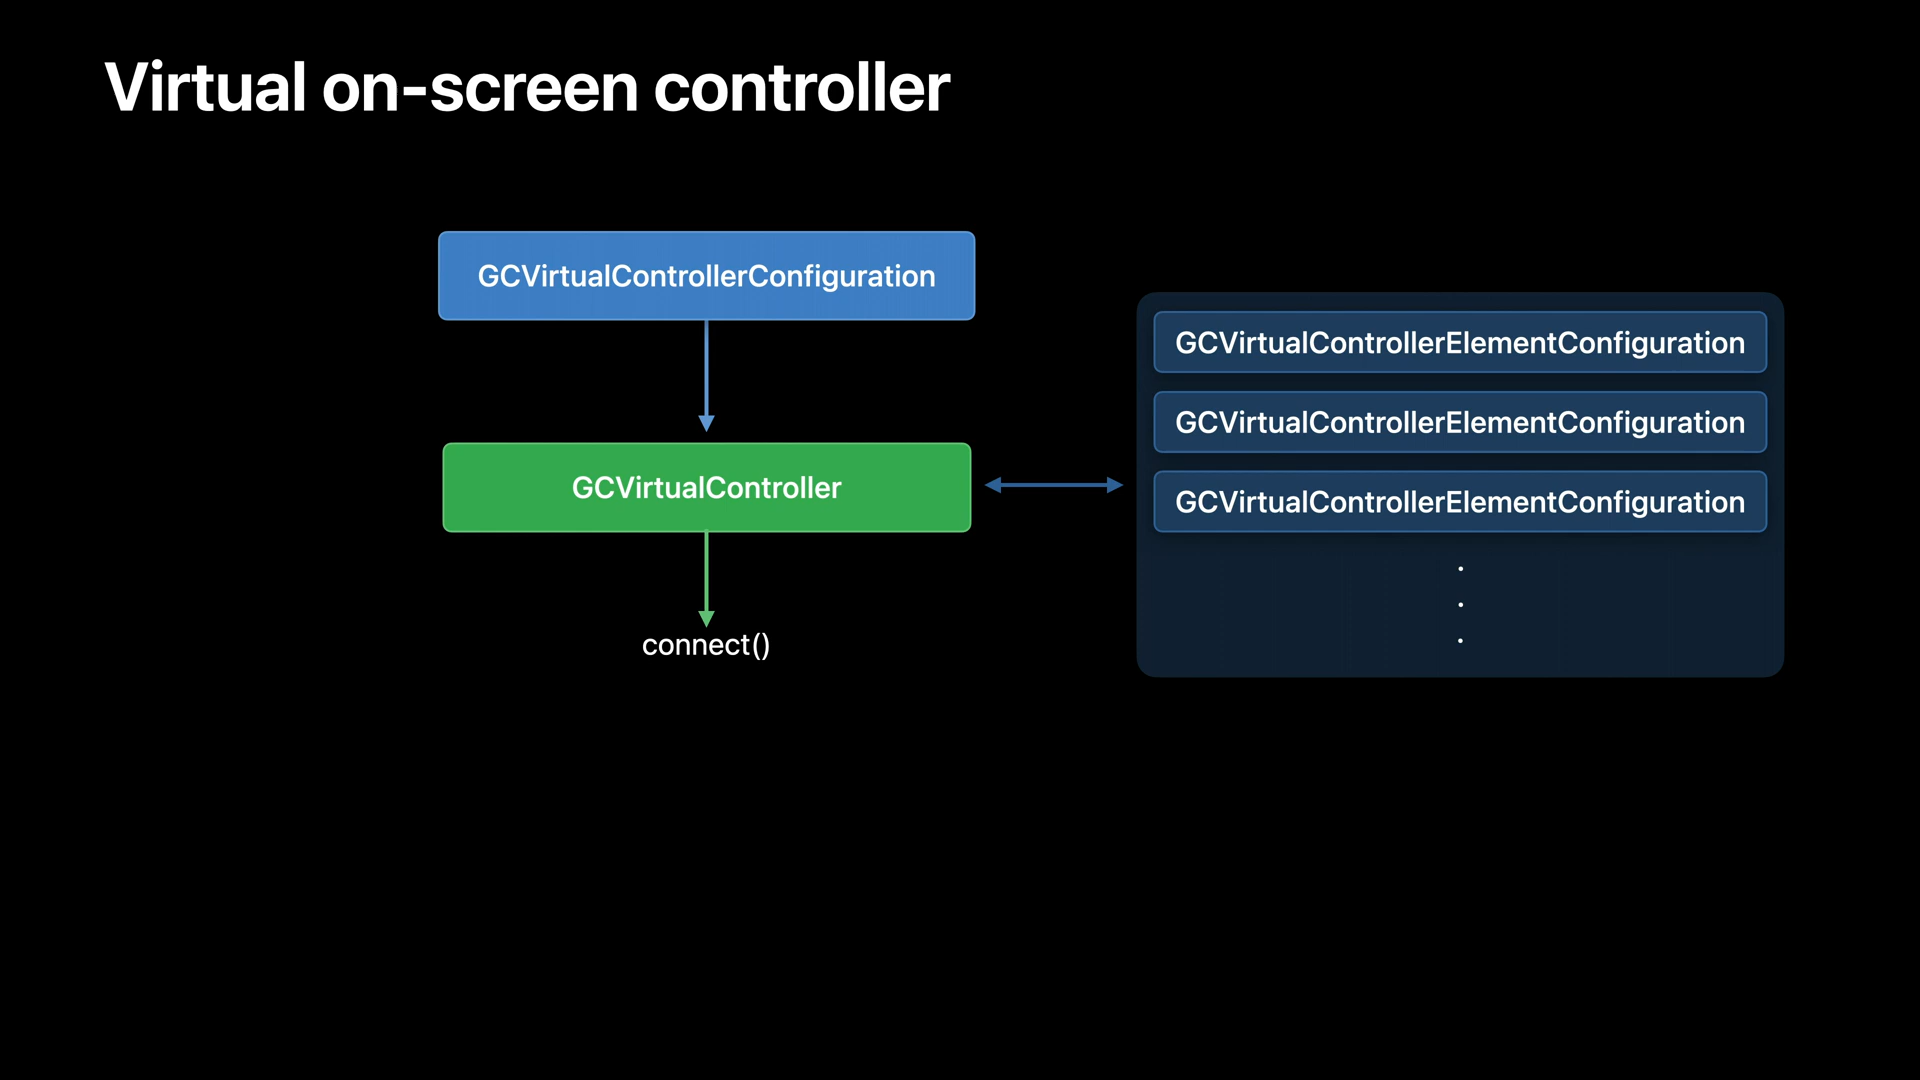 Virtual on-screen controller
GCVirtualControllerConfiguration
GCVirtualController
connect()
GCVirtualControllerElementConfiguration
GCVirtualControllerElementConfiguration
GCVirtualControllerElementConfiguration
.
.
.